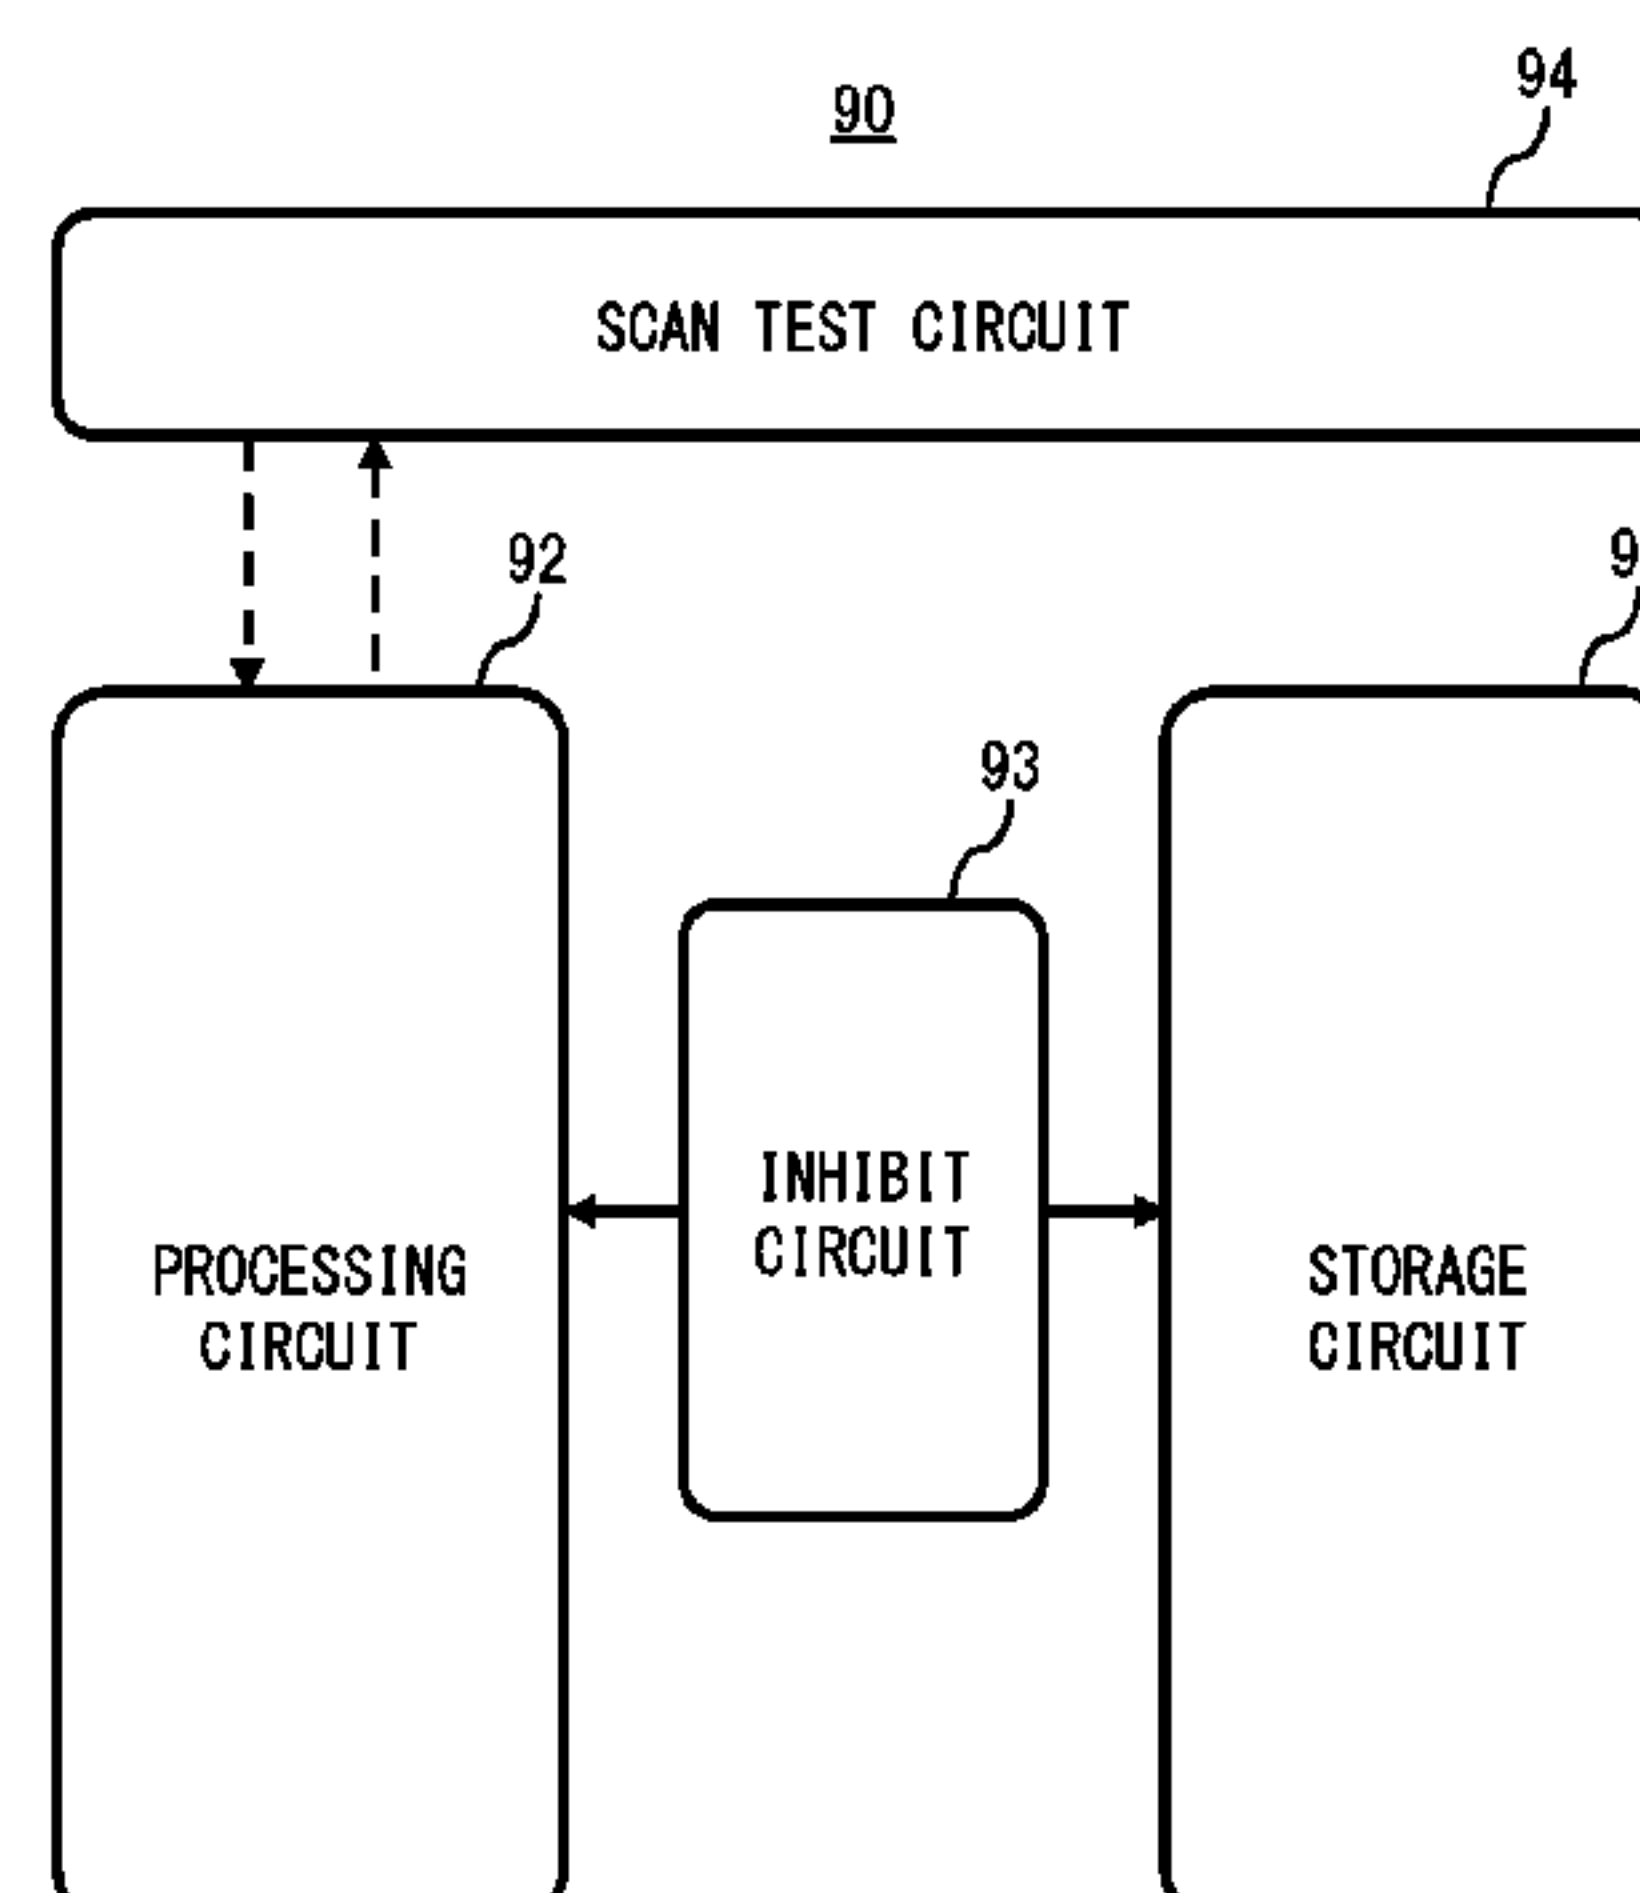 90
94
SCAN TEST CIRCUIT
92
93
INHIBIT
CIRCUIT
PROCESSING
CIRCUIT
STORAGE
CIRCUIT